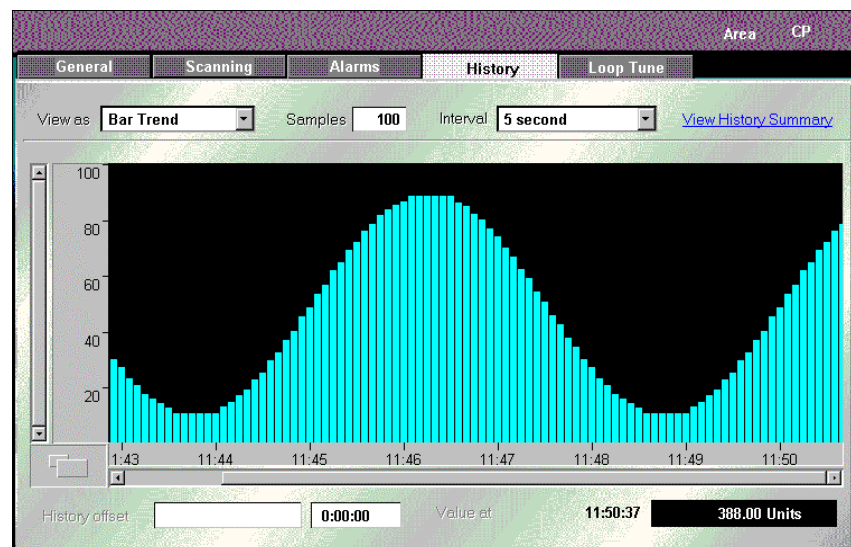 Area CP
General Scanning Alarms History Loop Tune
View as Bar Trend Samples 100 Interval 5 second View History Summary
100
80
60
40
20
1:43 11:44 11:45 11:46 11:47 11:48 11:49 11:50
History offset 0:00:00 Value at 11:50:37 388.00 Units